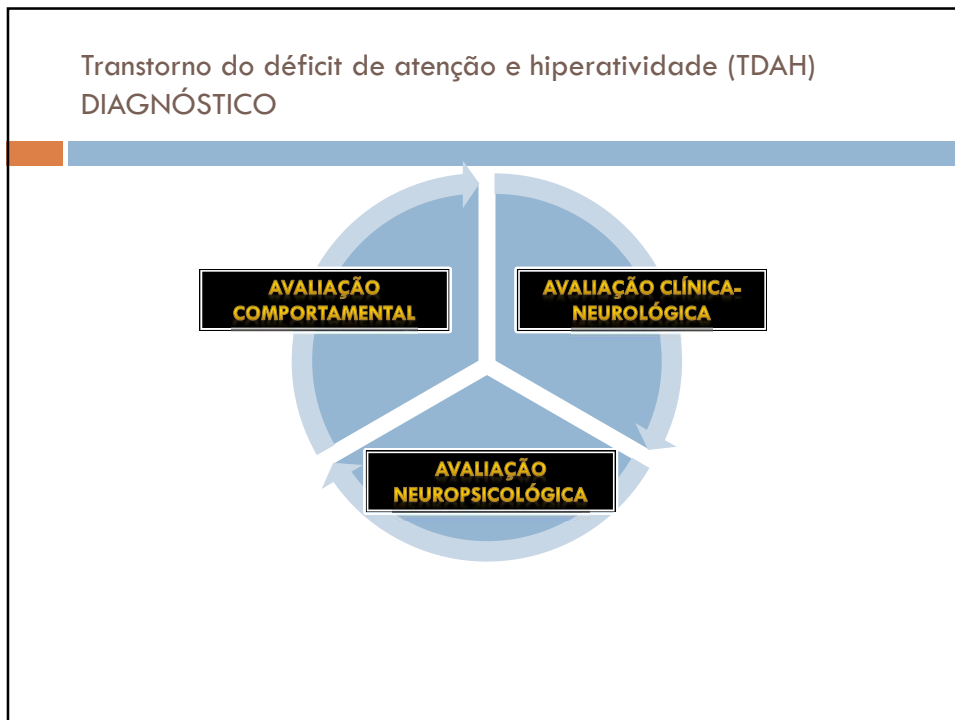 Transtorno do déficit de atenção e hiperatividade (TDAH)
DIAGNÓSTICO
AVALIAÇÃO
COMPORTAMENTAL
AVALIAÇÃO CLÍNICA-
NEUROLÓGICA
AVALIAÇÃO
NEUROPSICOLÓGICA